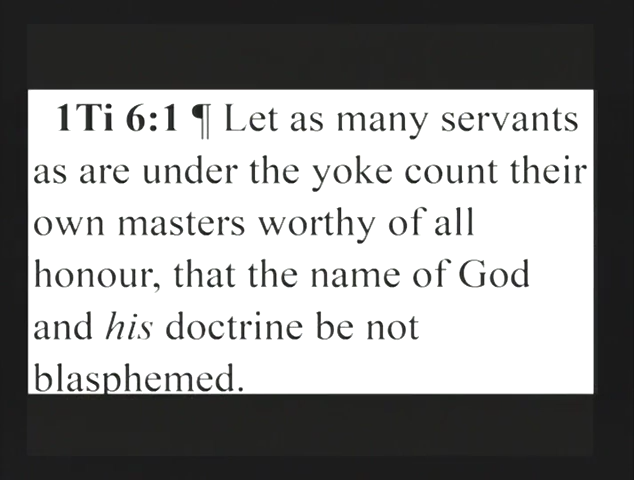 1Ti 6:1 ¶ Let as many servants
as are under the yoke count their
own masters worthy of all
honour, that the name of God
and his doctrine be not
blasphemed.